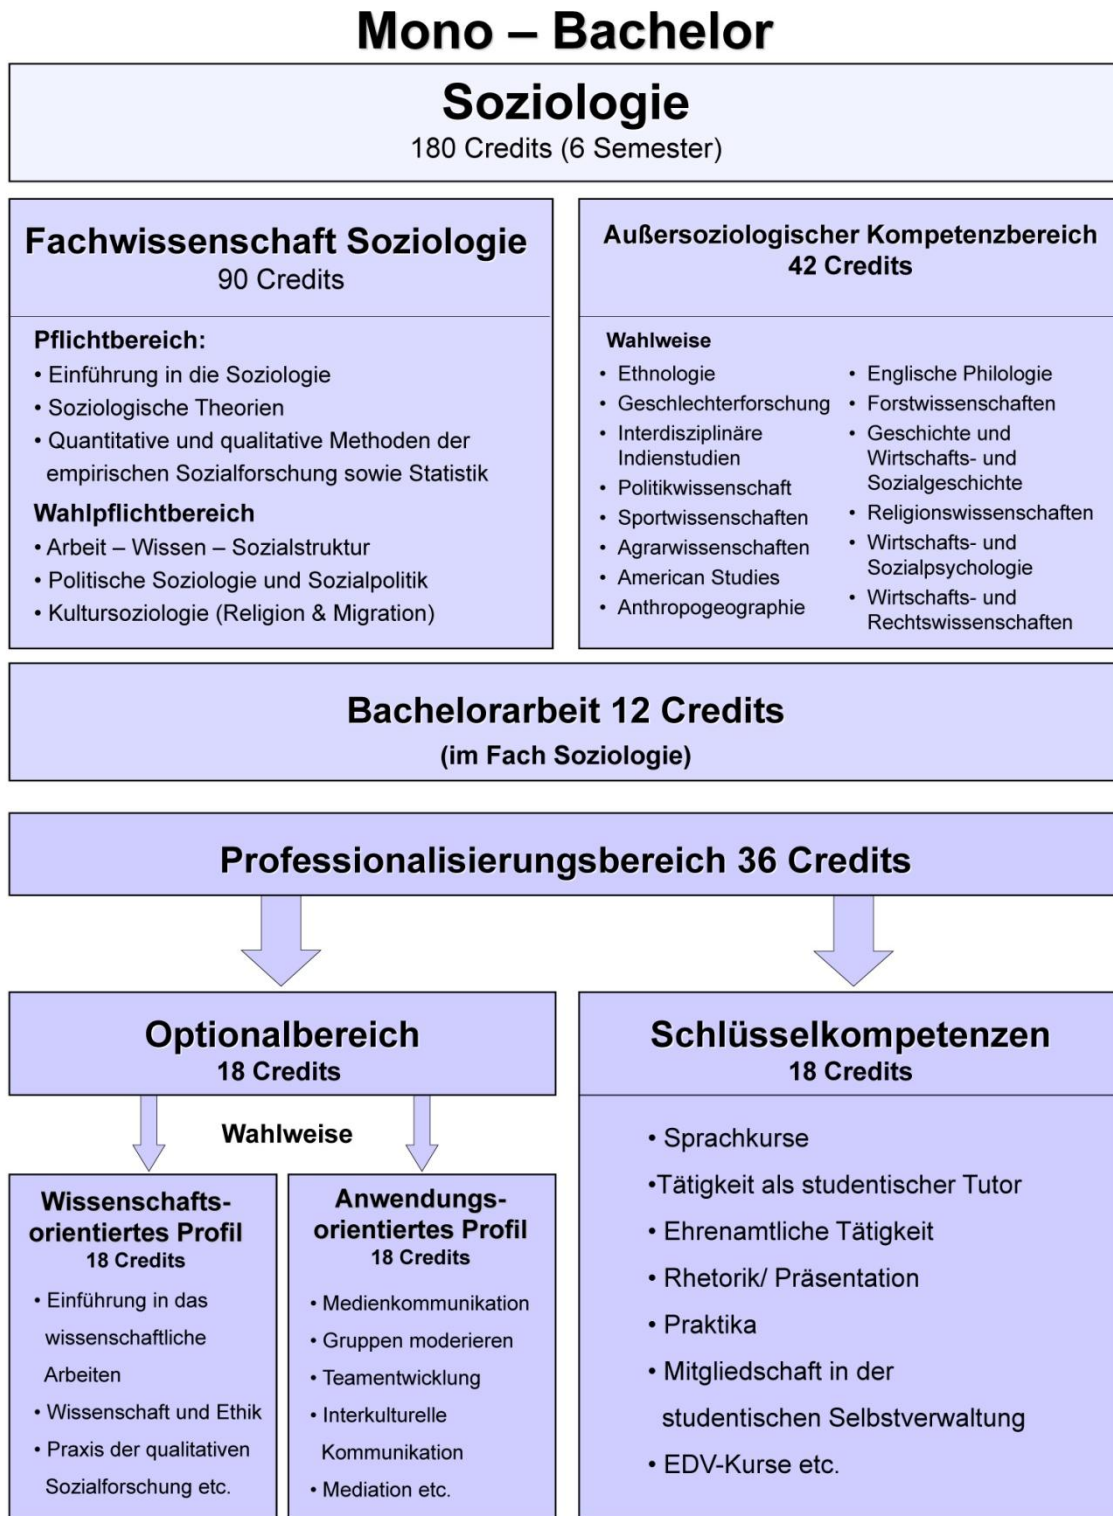 Mono – Bachelor
Soziologie
180 Credits (6 Semester)
Fachwissenschaft Soziologie
90 Credits
Pflichtbereich:
• Einführung in die Soziologie
• Soziologische Theorien
• Quantitative und qualitative Methoden der
empirischen Sozialforschung sowie Statistik
Wahlpflichtbereich
• Arbeit – Wissen – Sozialstruktur
• Politische Soziologie und Sozialpolitik
• Kultursoziologie (Religion & Migration)
Außersoziologischer Kompetenzbereich
42 Credits
Wahlweise
• Ethnologie
• Geschlechterforschung
• Interdisziplinäre
Indienstudien
• Politikwissenschaft
• Sportwissenschaften
• Agrarwissenschaften
• American Studies
• Anthropogeographie
• Englische Philologie
• Forstwissenschaften
• Geschichte und
Wirtschafts- und
Sozialgeschichte
• Religionswissenschaften
• Wirtschafts- und
Sozialpsychologie
• Wirtschafts- und
Rechtswissenschaften
Bachelorarbeit 12 Credits
(im Fach Soziologie)
Professionalisierungsbereich 36 Credits
Optionalbereich
18 Credits
Wahlweise
Wissenschafts-
orientiertes Profil
18 Credits
• Einführung in das
wissenschaftliche
Arbeiten
• Wissenschaft und Ethik
• Praxis der qualitativen
Sozialforschung etc.
Anwendungs-
orientiertes Profil
18 Credits
• Medienkommunikation
• Gruppen moderieren
• Teamentwicklung
• Interkulturelle
Kommunikation
• Mediation etc.
Schlüsselkompetenzen
18 Credits
• Sprachkurse
•Tätigkeit als studentischer Tutor
• Ehrenamtliche Tätigkeit
• Rhetorik/ Präsentation
• Praktika
• Mitgliedschaft in der
studentischen Selbstverwaltung
• EDV-Kurse etc.